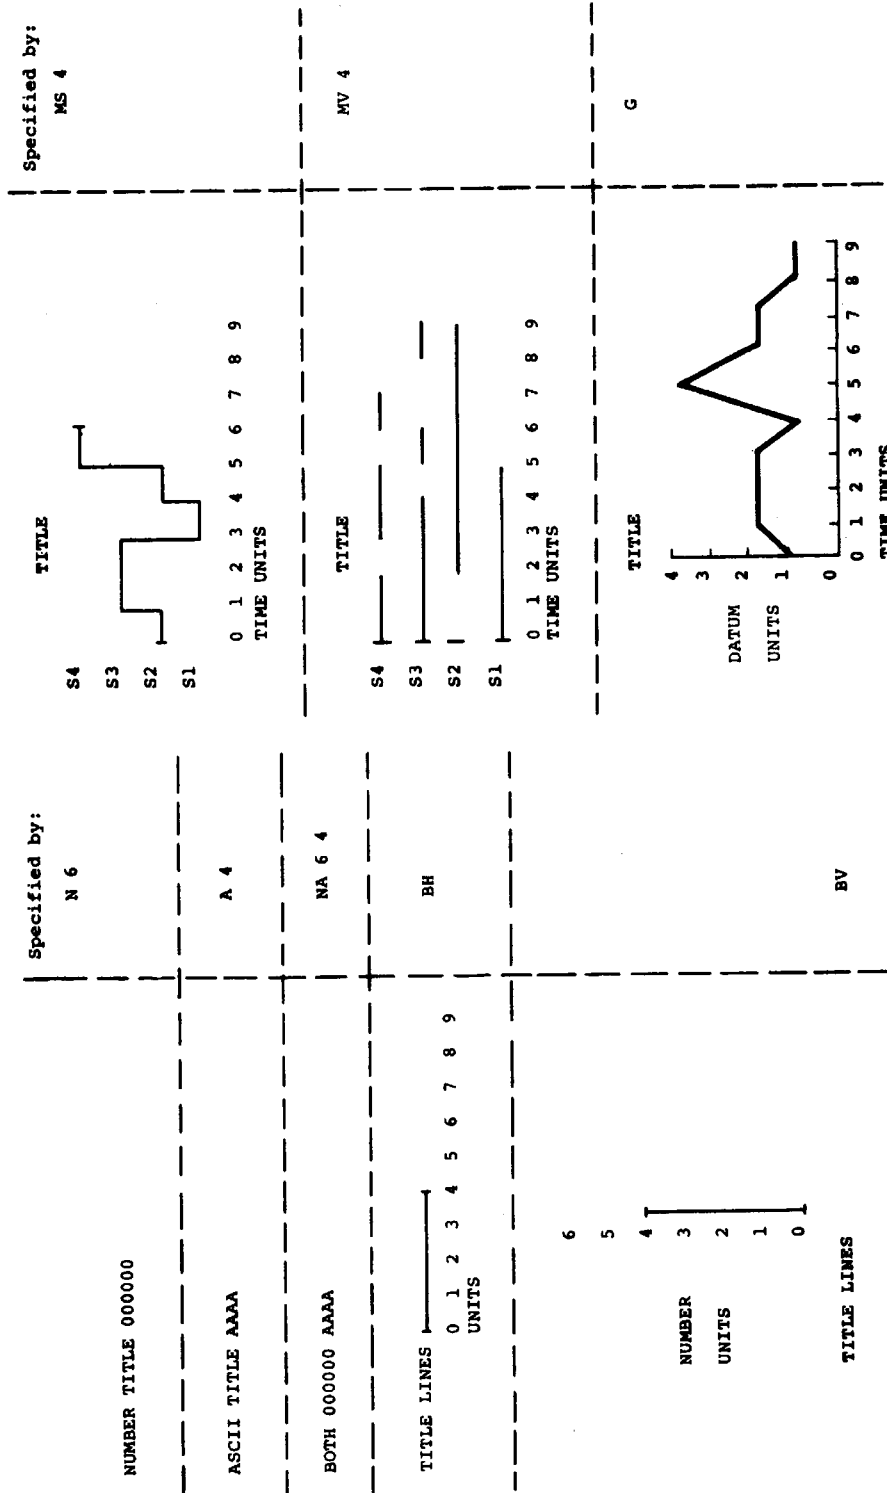 Specified by:
NUMBER TITLE 000000
N 6
ASCII TITLE AAAA
A 4
BOTH 000000 AAAA
NA 6 4
TITLE LINES
BH
0 1 2 3 4 5 6 7 8 9
UNITS
6
5
4
3
2
1
0
NUMBER
UNITS
TITLE LINES
BV
Specified by:
TITLE
MS 4
S4
S3
S2
S1
0 1 2 3 4 5 6 7 8 9
TIME UNITS
TITLE
MV 4
S4
S3
S2
S1
0 1 2 3 4 5 6 7 8 9
TIME UNITS
TITLE
G
4
3
2
1
0
DATUM
UNITS
0 1 2 3 4 5 6 7 8 9
TIME UNITS